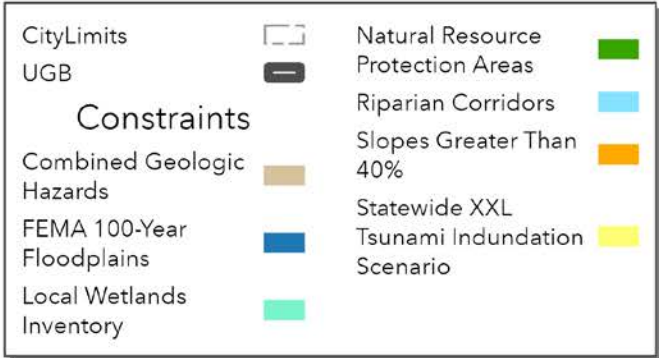 CityLimits
UGB
Constraints
Combined Geologic
Hazards
FEMA 100-Year
Floodplains
Local Wetlands
Inventory
Natural Resource
Protection Areas
Riparian Corridors
Slopes Greater Than
40%
Statewide XXL
Tsunami Indundation
Scenario